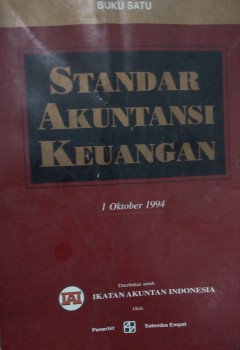 BUKU SATU
STANDAR
AKUNTANSI
KEUANGAN
1 Oktober 1994
Diterbitkan untuk
IAI
IKATAN AKUNTAN INDONESIA
Oleh:
Penerbit Salemba Empat